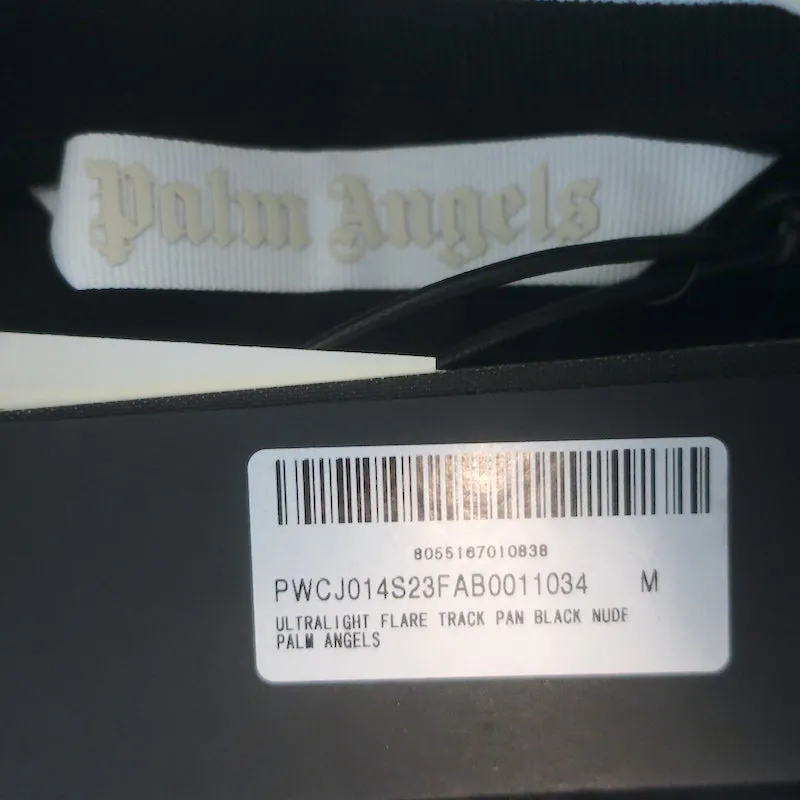 Palm Angels
8055167010838
PWCJ014S23FAB0011034 M
ULTRALIGHT FLARE TRACK PAN BLACK NUDE
PALM ANGELS